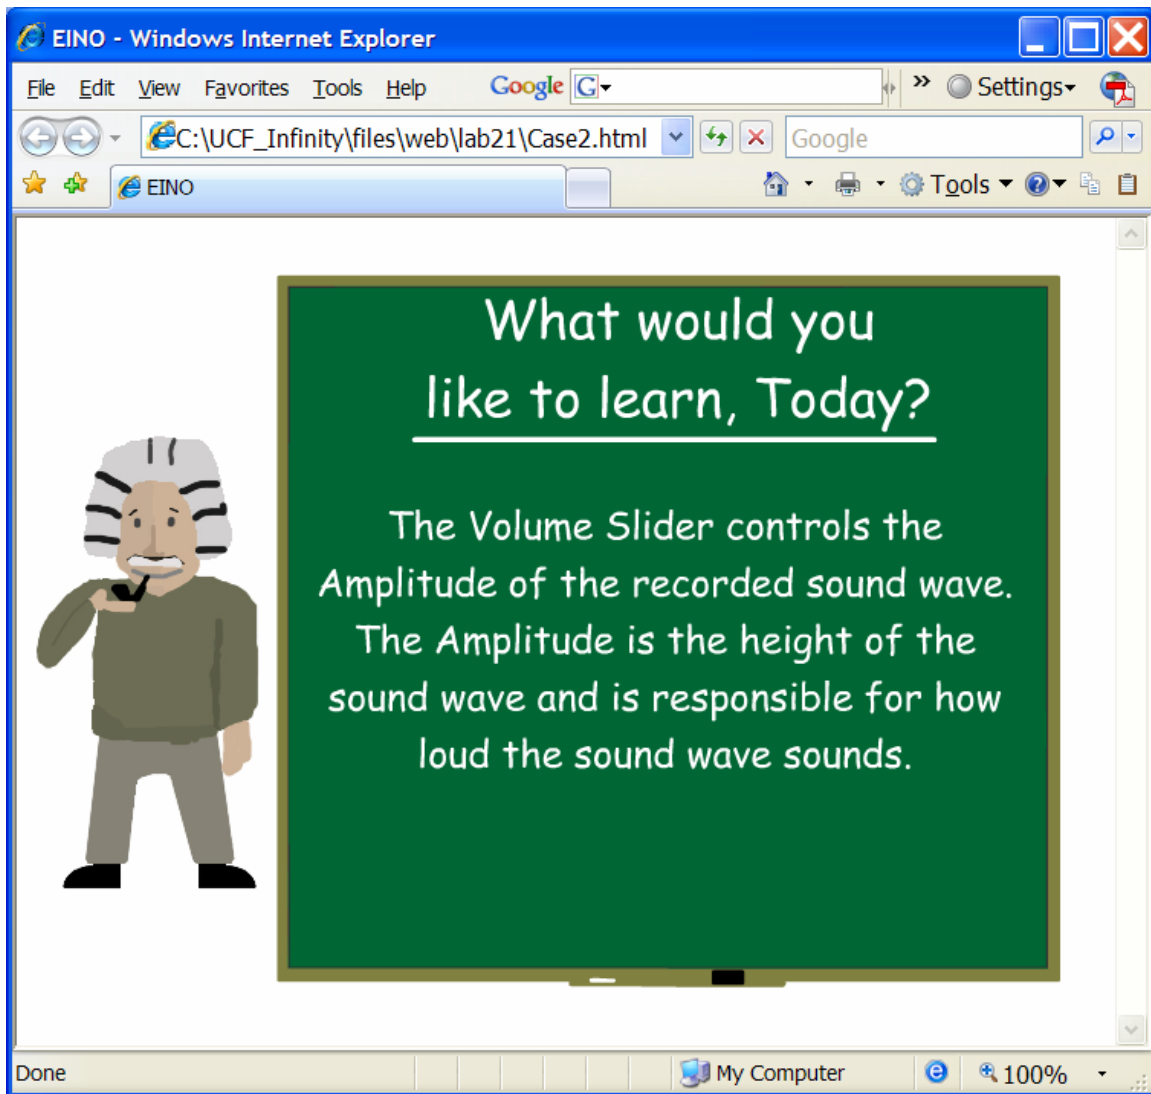 EINO - Windows Internet Explorer
File Edit View Favorites Tools Help Google G » Settings
C:\UCF_Infinity\files\web\lab21\Case2.html Google
EINO Tools
What would you
like to learn, Today?
The Volume Slider controls the
Amplitude of the recorded sound wave.
The Amplitude is the height of the
sound wave and is responsible for how
loud the sound wave sounds.
Done My Computer 100%